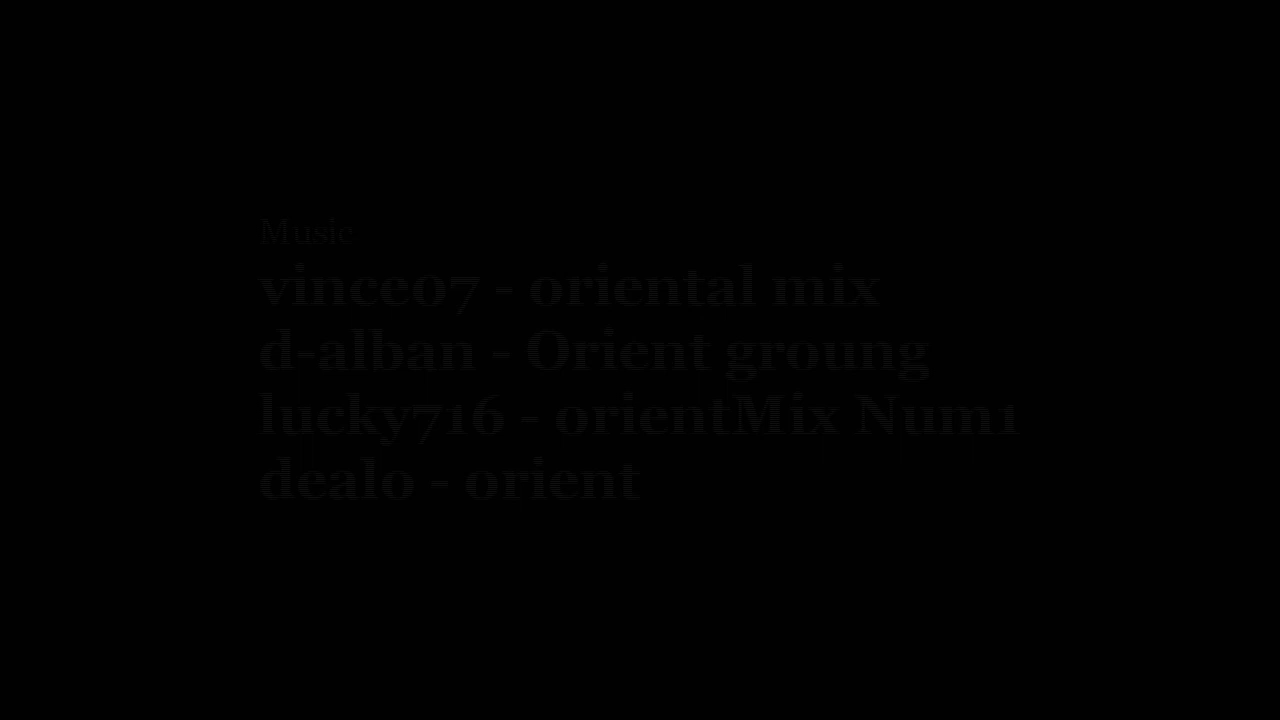 Music
vince07 - oriental mix
d-alban - Orient groung
lucky716 - orientMix Num1
dealo - orient